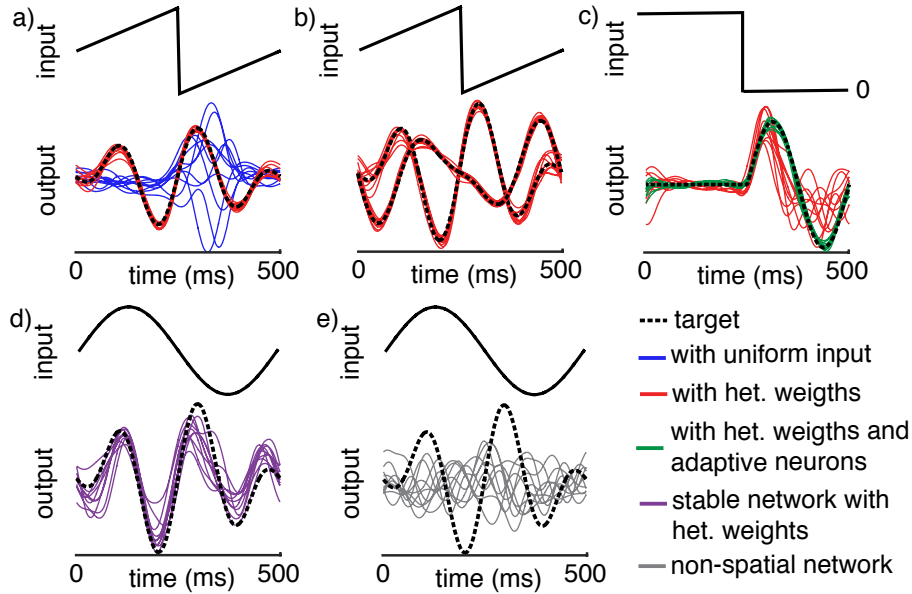 a)
input
output
0
500
time (ms)
b)
input
output
0
500
time (ms)
c)
input
0
output
0
500
time (ms)
d)
input
output
0
500
time (ms)
e)
input
output
0
500
time (ms)
target
with uniform input
with het. weigths
with het. weigths and
adaptive neurons
stable network with
het. weights
non-spatial network